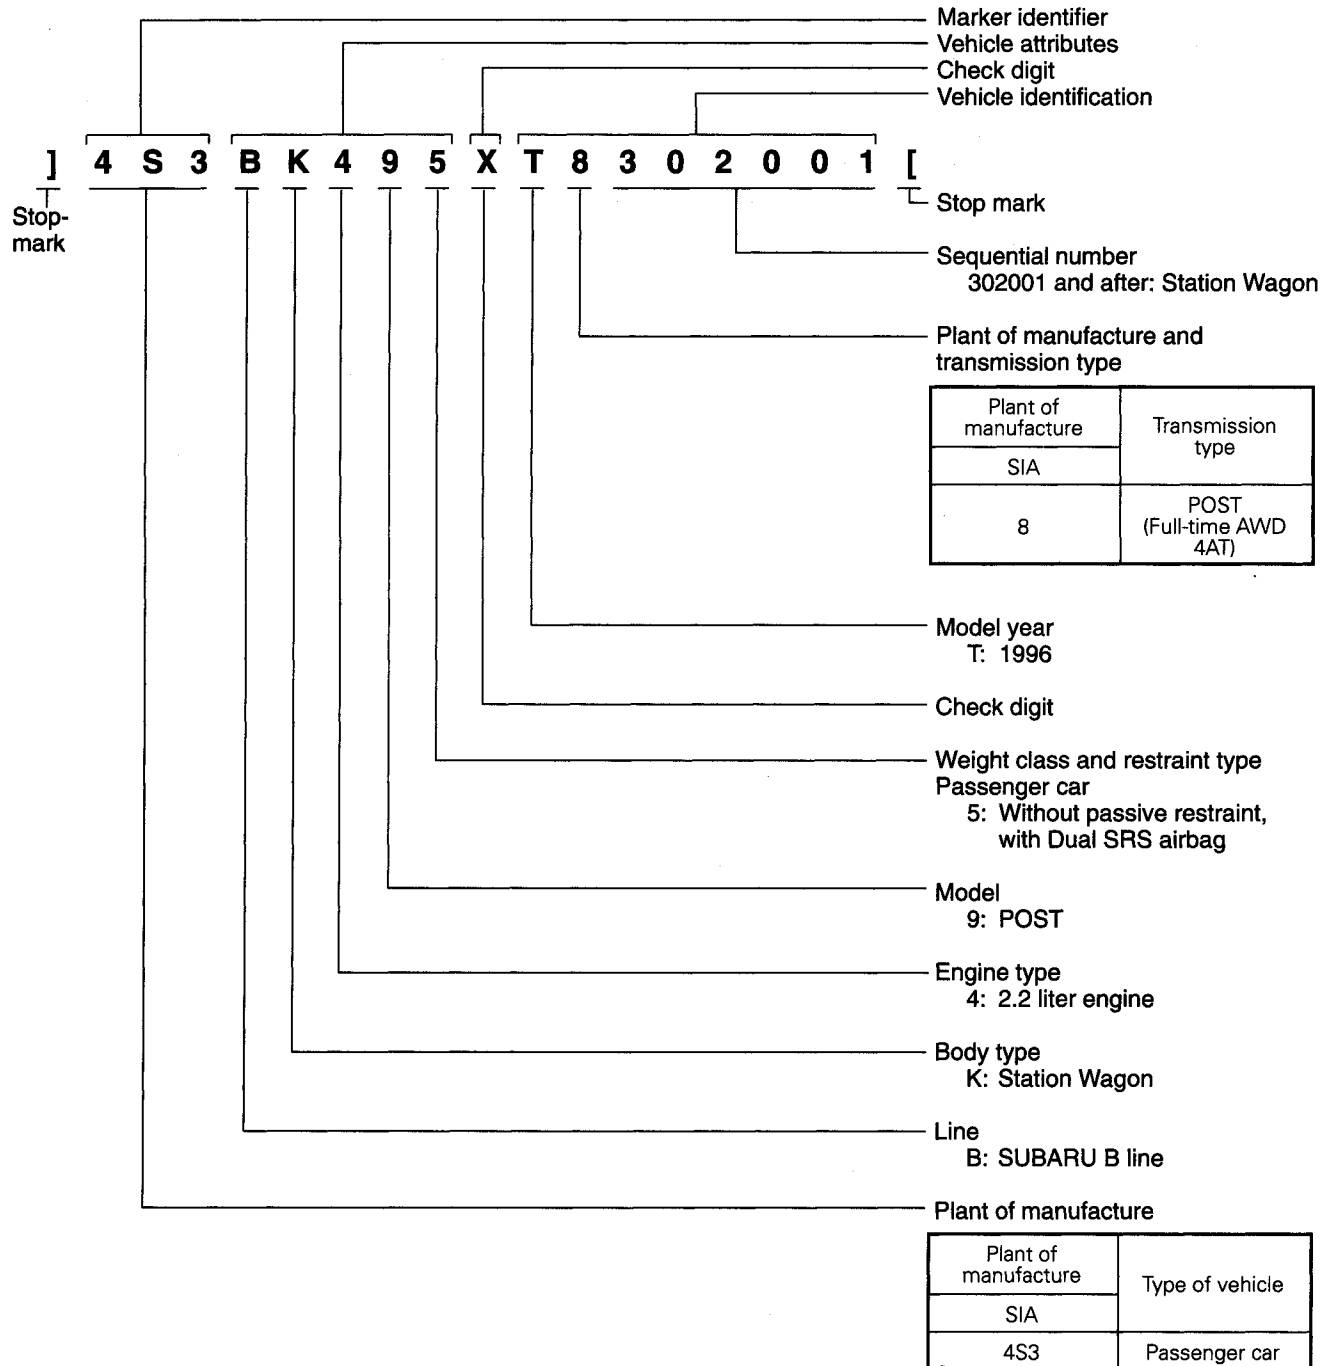 Marker identifier
Vehicle attributes
Check digit
Vehicle identification
] 4 S 3 B K 4 9 5 X T 8 3 0 2 0 0 1 [
Stop-
mark
Stop mark
Sequential number
302001 and after: Station Wagon
Plant of manufacture and
transmission type
Plant of
manufacture
Transmission
type
SIA
8
POST
(Full-time AWD
4AT)
Model year
T: 1996
Check digit
Weight class and restraint type
Passenger car
5: Without passive restraint,
with Dual SRS airbag
Model
9: POST
Engine type
4: 2.2 liter engine
Body type
K: Station Wagon
Line
B: SUBARU B line
Plant of manufacture
Plant of
manufacture
Type of vehicle
SIA
4S3
Passenger car